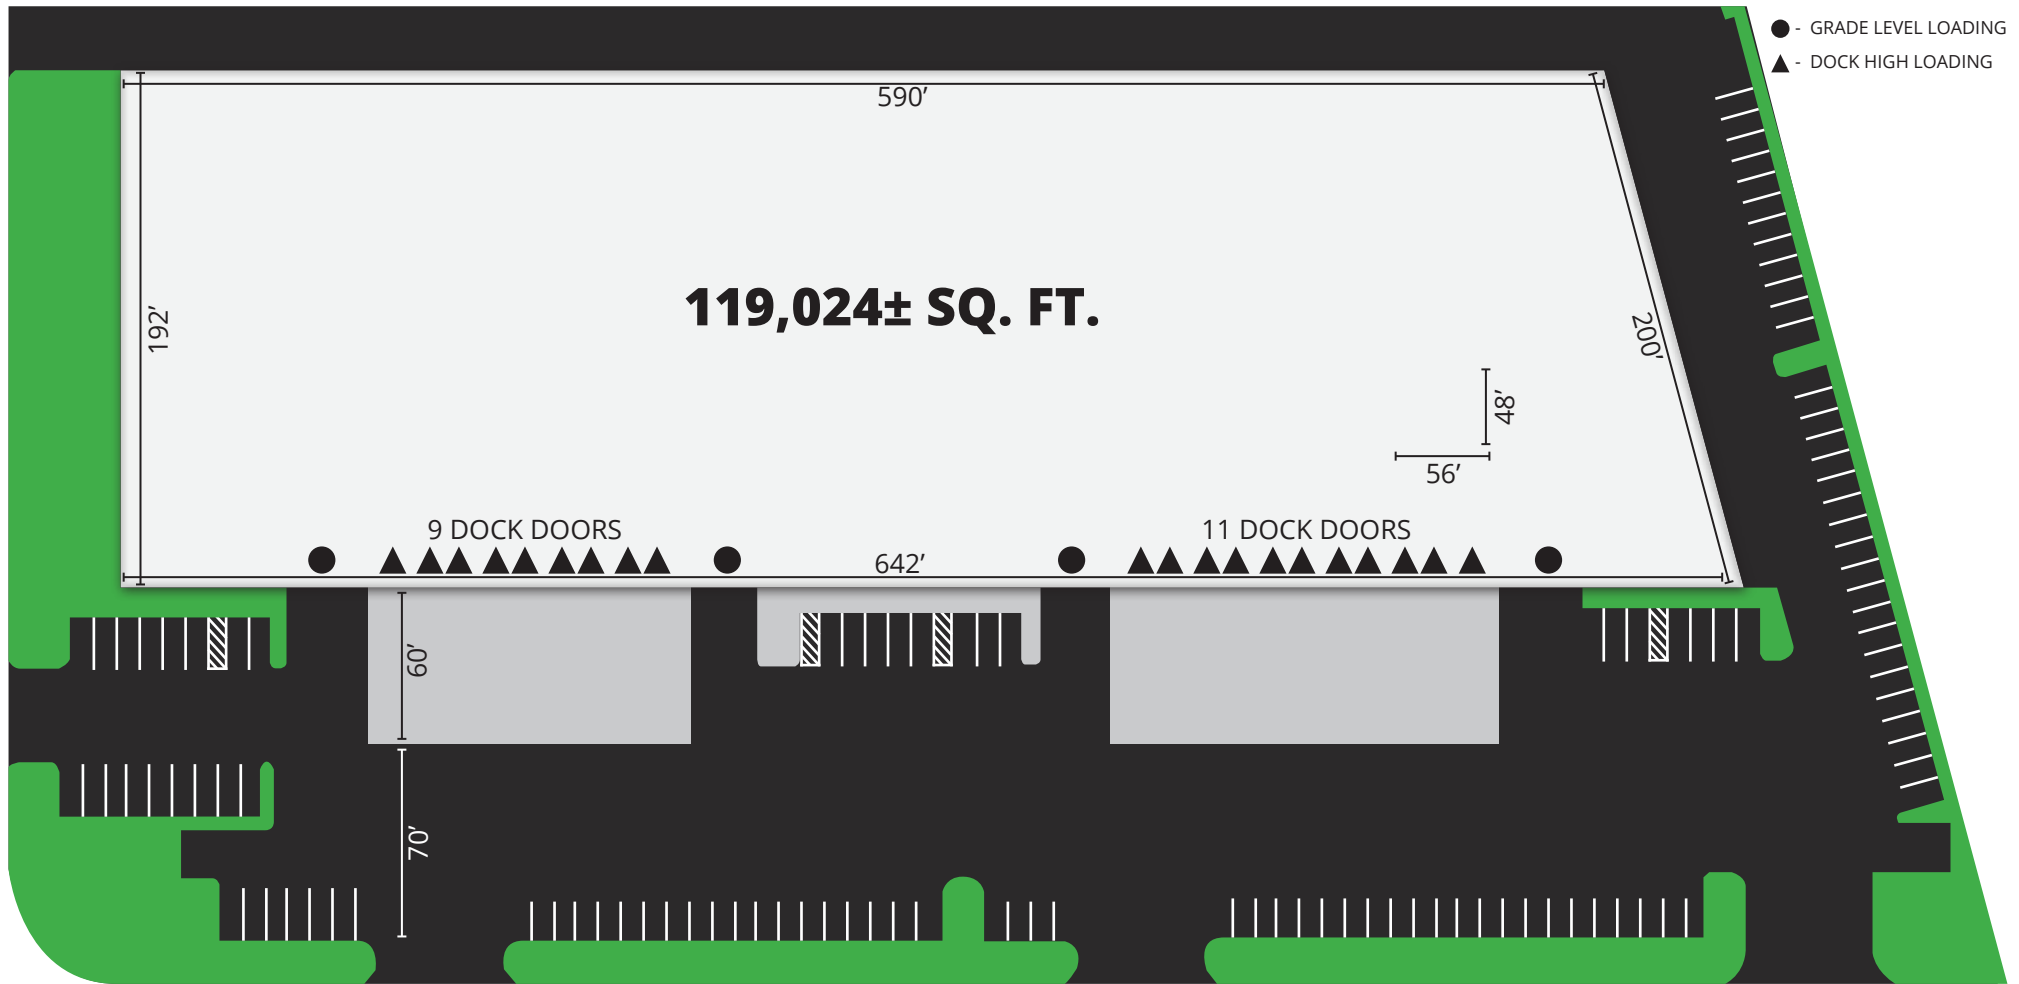 - GRADE LEVEL LOADING
- DOCK HIGH LOADING
590’
192’
119,024± SQ. FT.
200’
48’
56’
9 DOCK DOORS
11 DOCK DOORS
642’
60’
70’